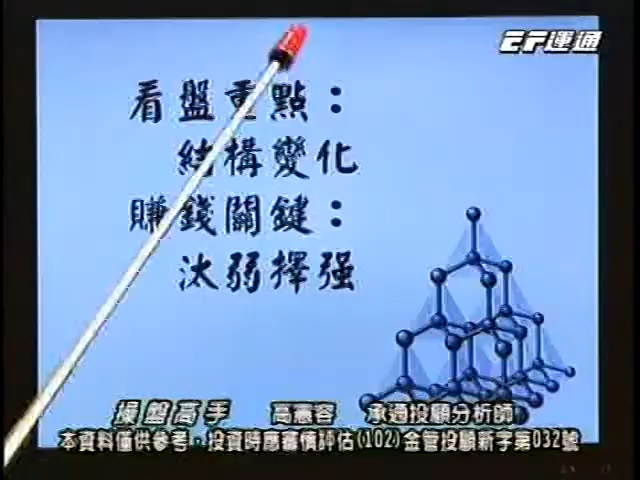 EF運通
看盤重點：
結構變化
賺錢關鍵：
汰弱擇强
操盤高手 高憲容 承通投顧分析師
本資料僅供參考，投資時應審慎評估(102)金管投顧新字第032號